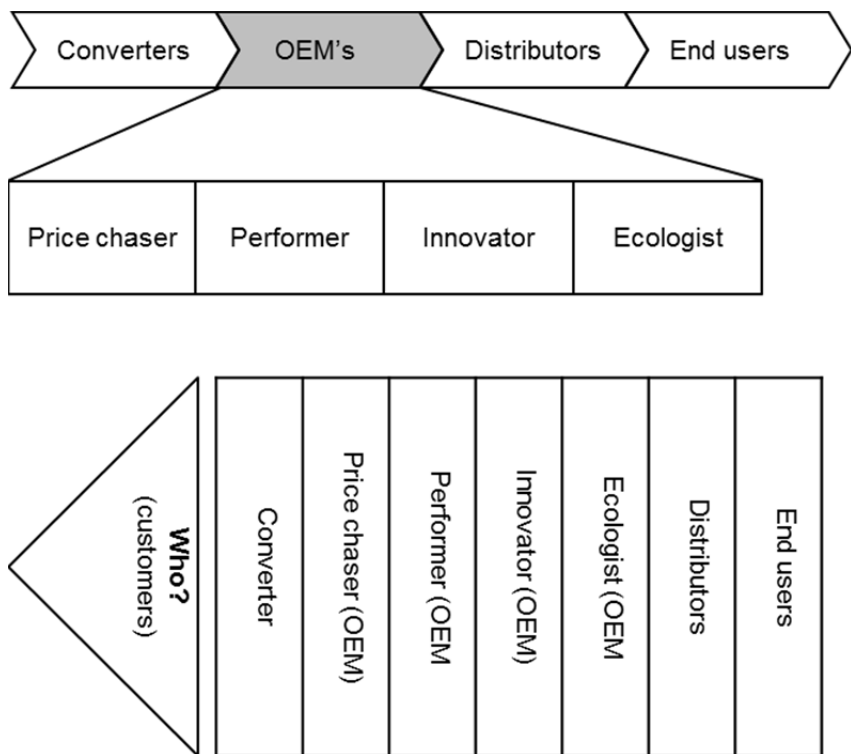 Converters
OEM's
Distributors
End users
Price chaser
Performer
Innovator
Ecologist
Who?
(customers)
Converter
Price chaser (OEM)
Performer (OEM
Innovator (OEM)
Ecologist (OEM
Distributors
End users